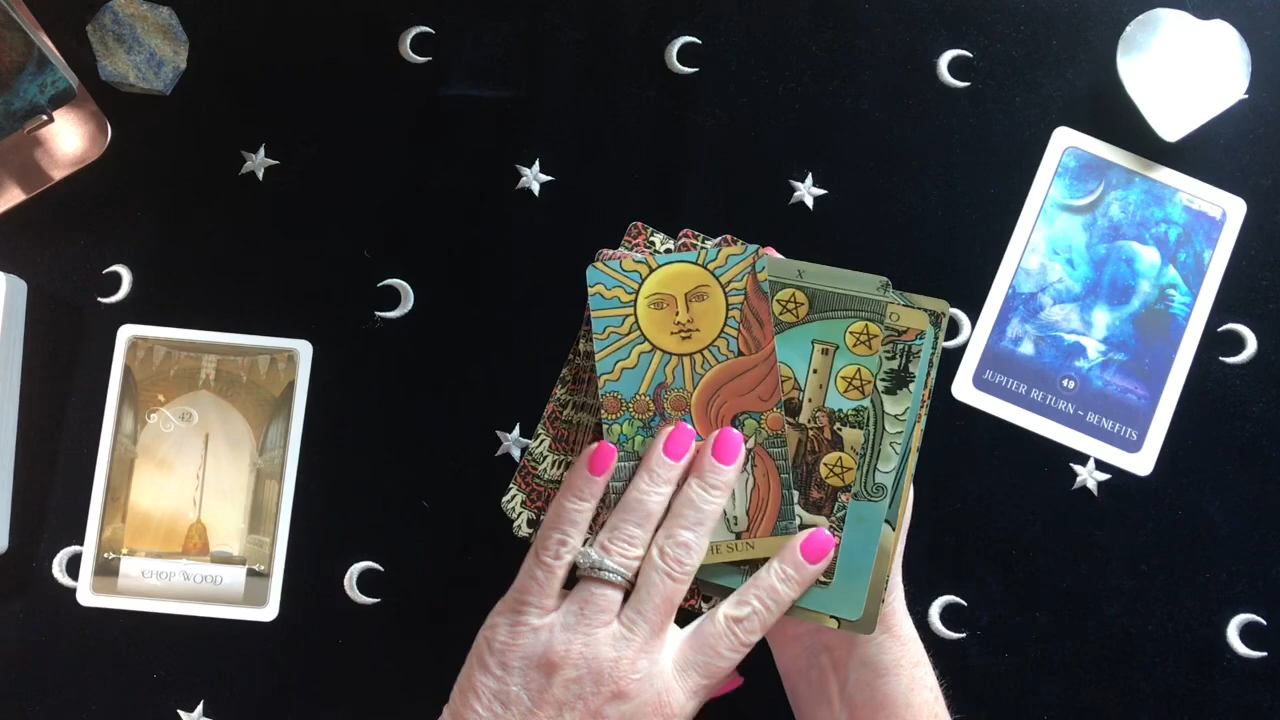 42
CHOP WOOD
THE SUN
X
49
JUPITER RETURN ~ BENEFITS